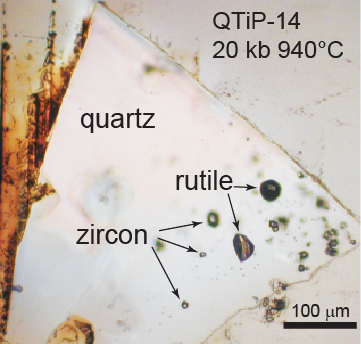 QTiP-14
20 kb 940°C
quartz
rutile
zircon
100 μm